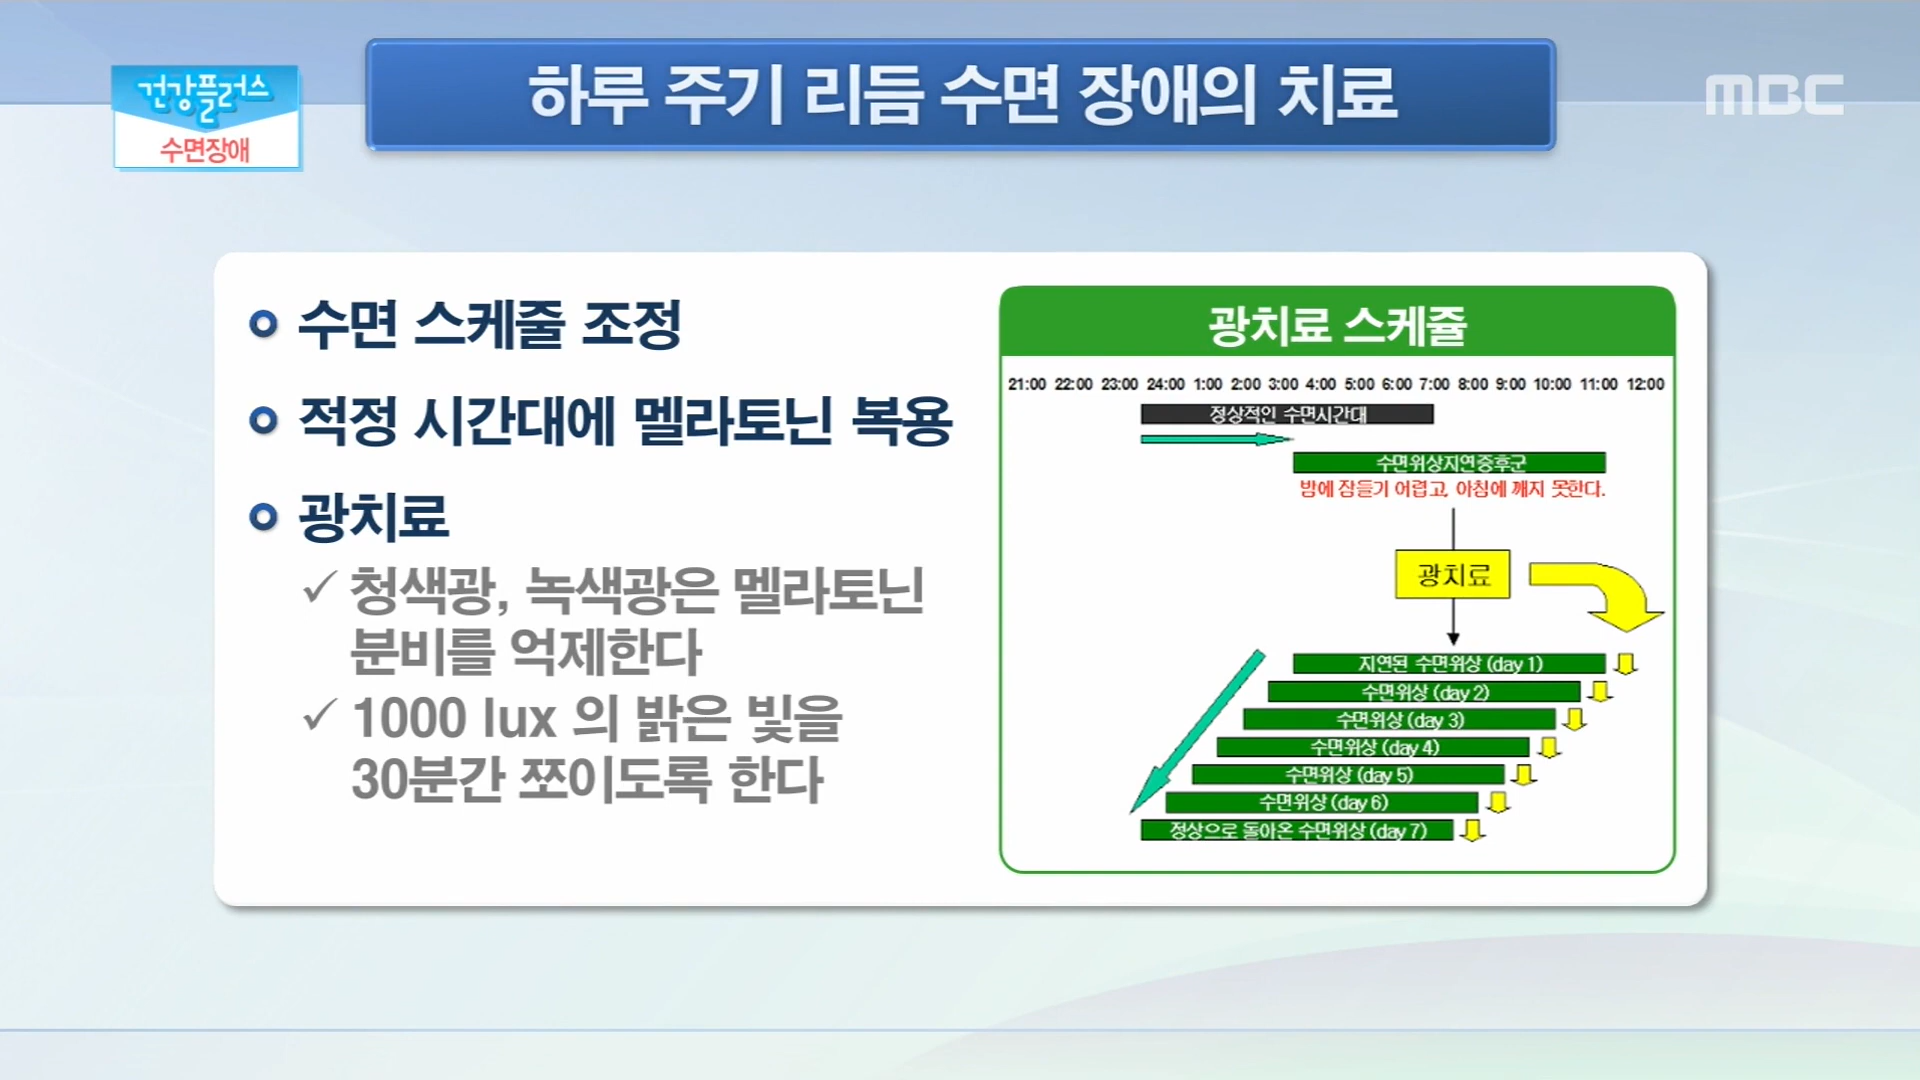 건강플러스
수면장애
하루 주기 리듬 수면 장애의 치료
MBC
수면 스케줄 조정
적정 시간대에 멜라토닌 복용
광치료
청색광, 녹색광은 멜라토닌
분비를 억제한다
1000 lux 의 밝은 빛을
30분간 쪼이도록 한다
광치료 스케쥴
21:00 22:00 23:00 24:00 1:00 2:00 3:00 4:00 5:00 6:00 7:00 8:00 9:00 10:00 11:00 12:00
정상적인 수면시간대
수면위상지연증후군
밤에 잠들기 어렵고, 아침에 깨지 못한다.
광치료
지연된 수면위상 (day 1)
수면위상 (day 2)
수면위상 (day 3)
수면위상 (day 4)
수면위상 (day 5)
수면위상 (day 6)
정상으로 돌아온 수면위상 (day 7)